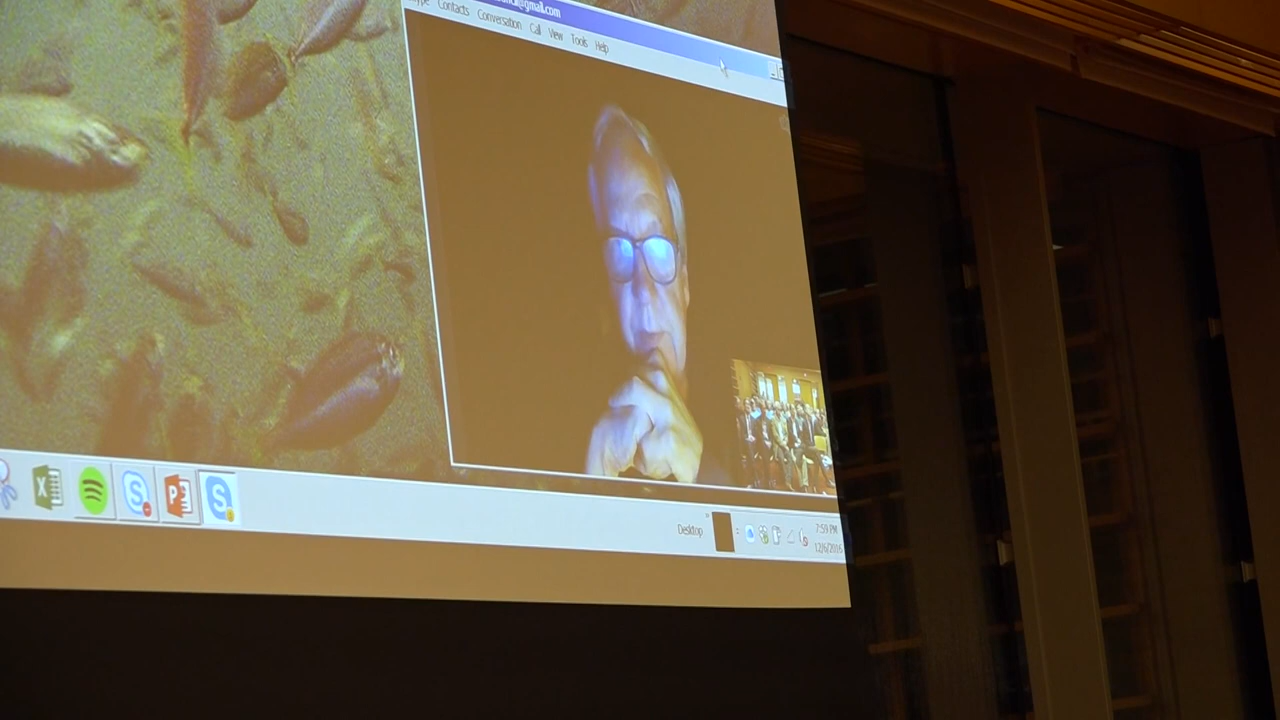 @gmail.com
Contacts Conversation Call View Tools Help
X S P S
Desktop 7:59 PM
12/6/2016